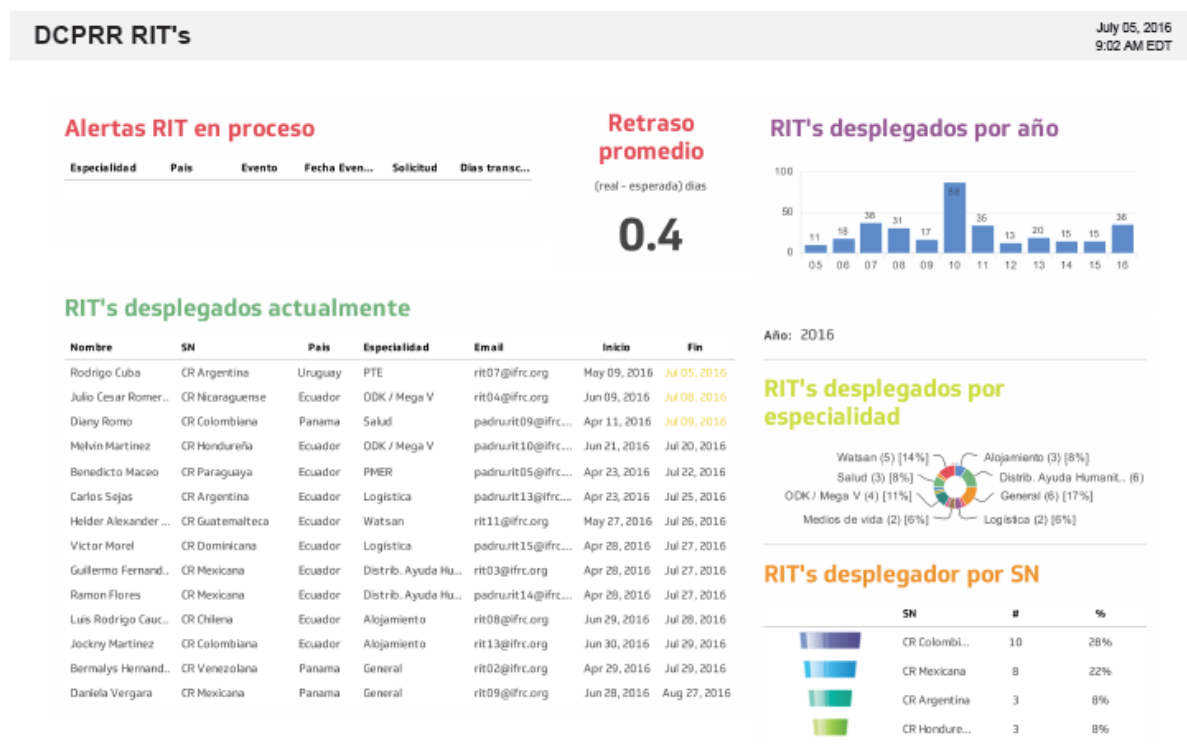 DCPRR RIT's
July 05, 2016
9:02 AM EDT
Alertas RIT en proceso
Especialidad País Evento Fecha Even... Solicitud Dias transc...
Retraso
promedio
(real - esperada) dias
0.4
RIT's desplegados por año
100
50
0
11 18 38 31 17 35 13 20 15 15 36
05 06 07 08 09 10 11 12 13 14 15 16
RIT's desplegados actualmente
Nombre SN País Especialidad Email Inicio Fin
Rodrigo Cuba CR Argentina Uruguay PTE rit07@ifrc.org May 09, 2016 Jul 05, 2016
Julio Cesar Romer.. CR Nicaraguense Ecuador ODK / Mega V rit04@ifrc.org Jun 09, 2016 Jul 08, 2016
Diany Romo CR Colombiana Panama Salud padru.rit09@ifrc.... Apr 11, 2016 Jul 09, 2016
Melvin Martinez CR Hondureña Ecuador ODK / Mega V padru.rit10@ifrc.... Jun 21, 2016 Jul 20, 2016
Benedicto Maceo CR Paraguaya Ecuador PMER padru.rit05@ifrc.... Apr 23, 2016 Jul 22, 2016
Carlos Sejas CR Argentina Ecuador Logística padru.rit13@ifrc.... Apr 23, 2016 Jul 25, 2016
Helder Alexander ... CR Guatemalteca Ecuador Watsan rit11@ifrc.org May 27, 2016 Jul 26, 2016
Victor Morel CR Dominicana Ecuador Logística padru.rit15@ifrc.... Apr 28, 2016 Jul 27, 2016
Guillermo Fernand.. CR Mexicana Ecuador Distrib. Ayuda Hu... rit03@ifrc.org Apr 28, 2016 Jul 27, 2016
Ramon Flores CR Mexicana Ecuador Distrib. Ayuda Hu... padru.rit14@ifrc.... Apr 28, 2016 Jul 27, 2016
Luis Rodrigo Cauc.. CR Chilena Ecuador Alojamiento rit08@ifrc.org Jun 29, 2016 Jul 28, 2016
Jockny Martinez CR Colombiana Ecuador Alojamiento rit13@ifrc.org Jun 30, 2016 Jul 29, 2016
Bermalys Hernand.. CR Venezolana Panama General rit02@ifrc.org Apr 29, 2016 Jul 29, 2016
Daniela Vergara CR Mexicana Panama General rit09@ifrc.org Jun 28, 2016 Aug 27, 2016
Año: 2016
RIT's desplegados por
especialidad
Watsan (5) [14%] Alojamiento (3) [8%]
Salud (3) [8%] Distrib. Ayuda Humanit... (6)
ODK / Mega V (4) [11%] General (6) [17%]
Medios de vida (2) [6%] Logística (2) [6%]
RIT's desplegador por SN
SN # %
CR Colombi... 10 28%
CR Mexicana 8 22%
CR Argentina 3 8%
CR Hondure... 3 8%